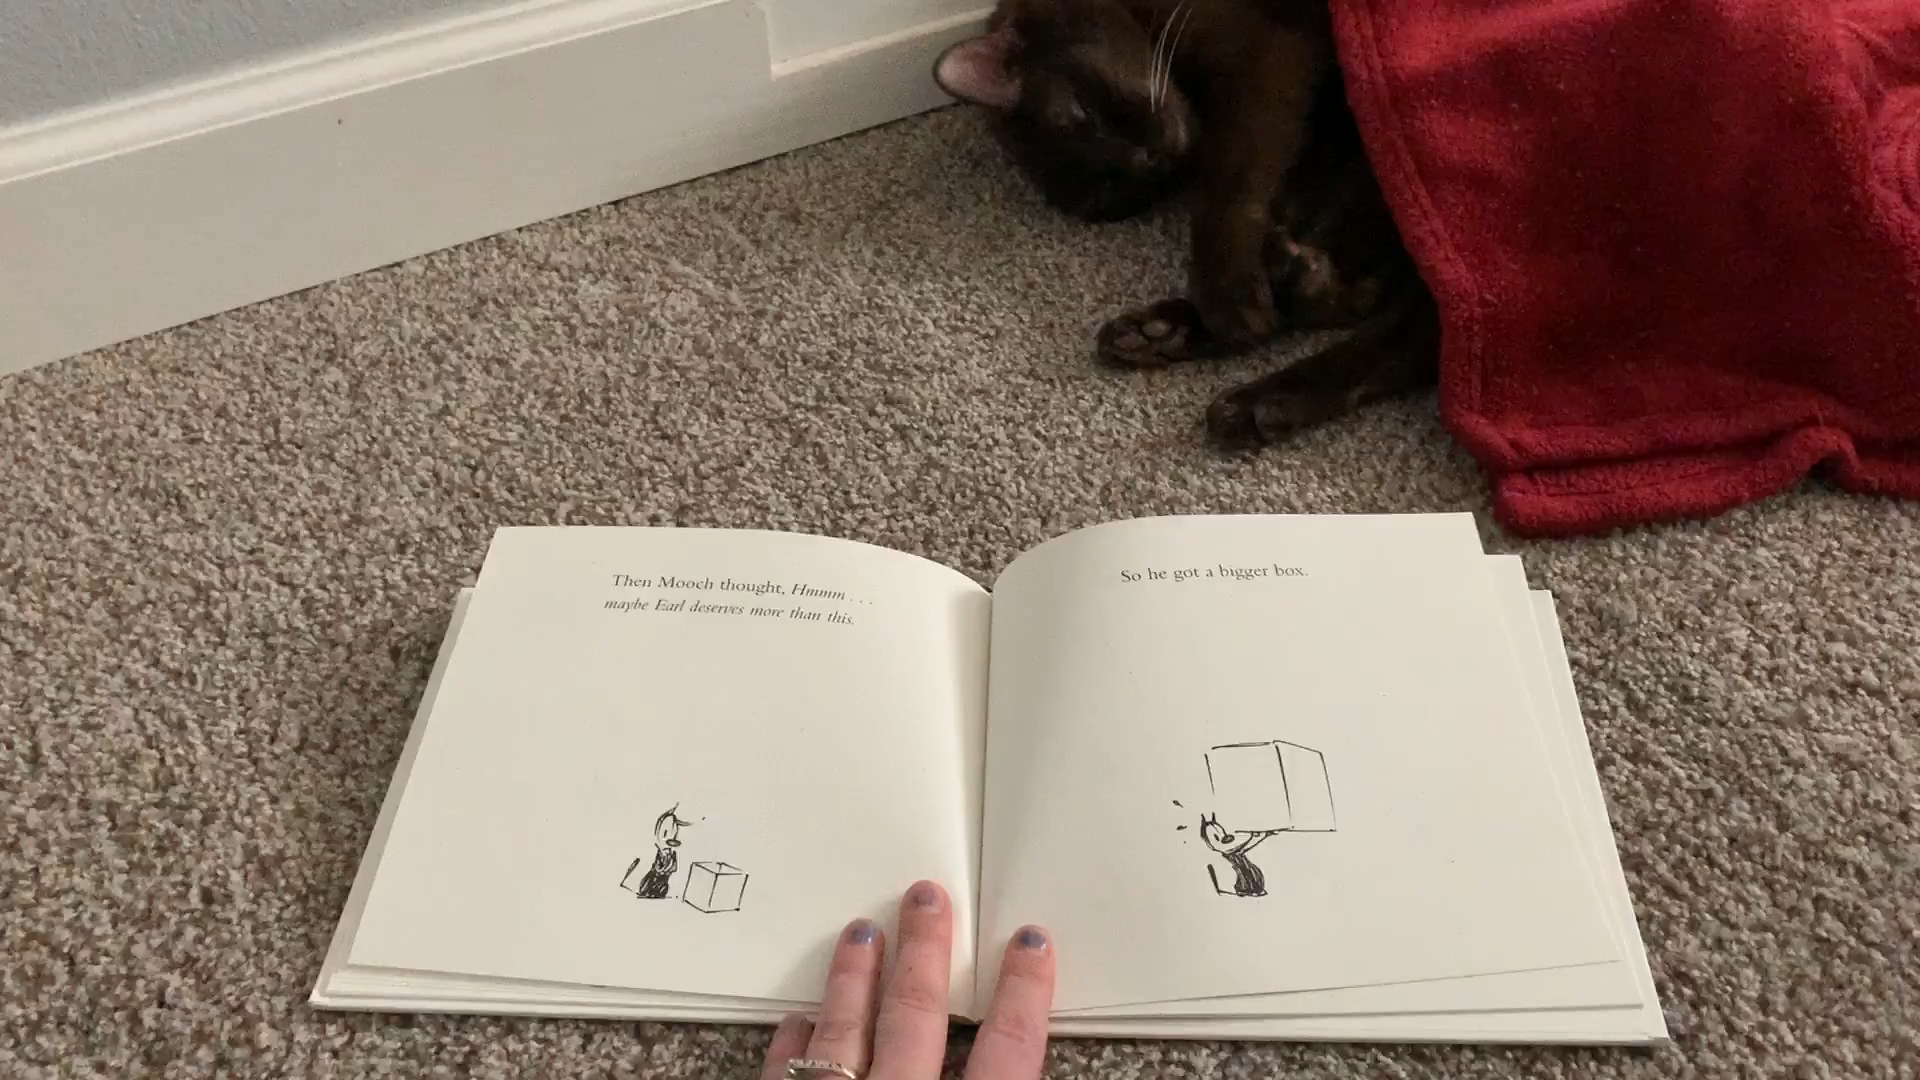 Then Mooch thought, Hmmm . . .
maybe Earl deserves more than this.
So he got a bigger box.